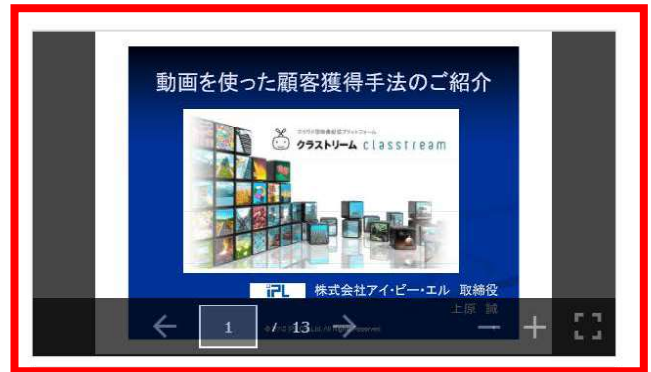 動画を使った顧客獲得手法のご紹介
クラストリーム classtream
iPL 株式会社アイ・ピー・エル 取締役
上原 誠
1 / 13